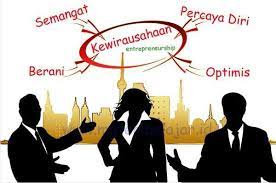 Semangat
Percaya Diri
Kewirausahaan
entrepreneurship
Berani
Optimis